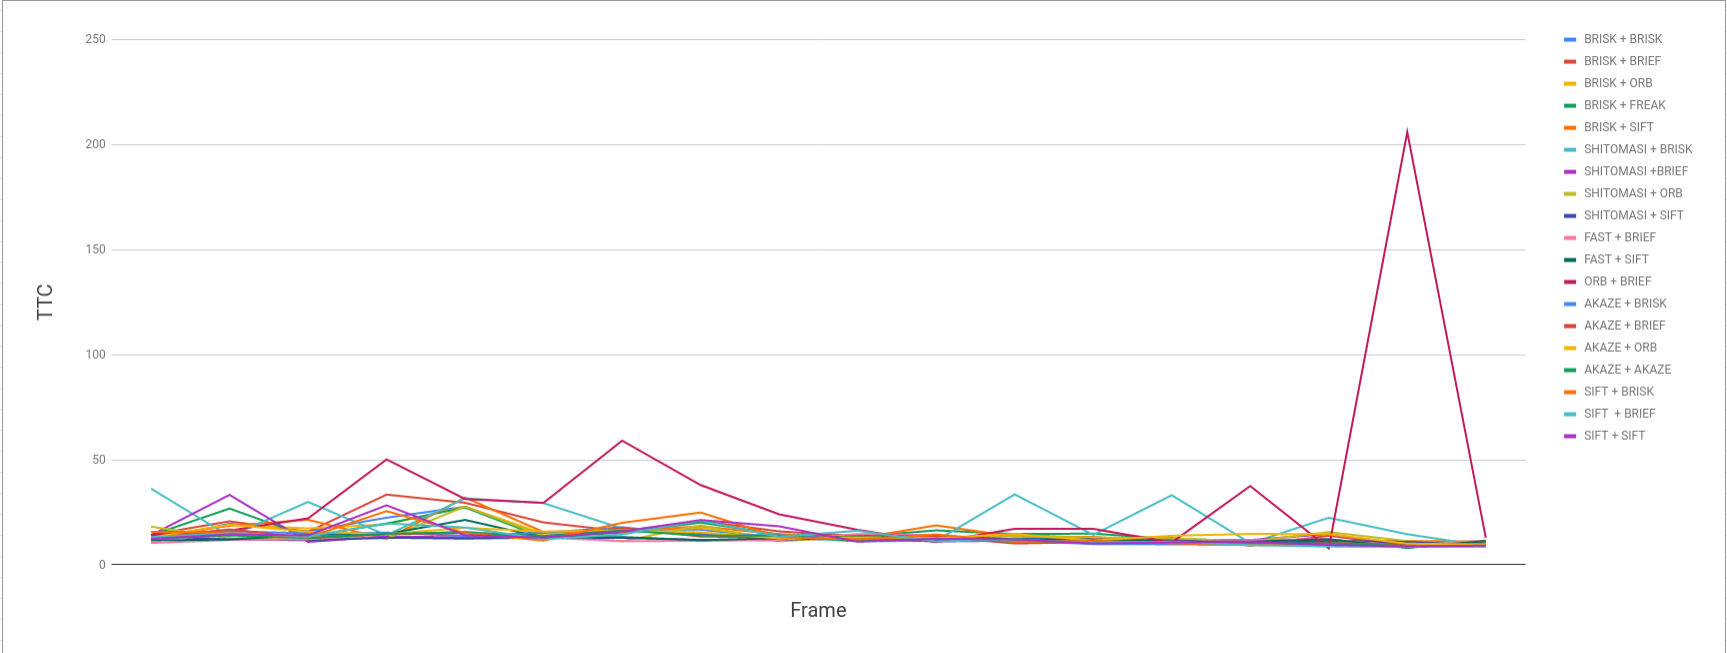 250
200
150
100
50
0
TTC
Frame
BRISK + BRISK
BRISK + BRIEF
BRISK + ORB
BRISK + FREAK
BRISK + SIFT
SHITOMASI + BRISK
SHITOMASI +BRIEF
SHITOMASI + ORB
SHITOMASI + SIFT
FAST + BRIEF
FAST + SIFT
ORB + BRIEF
AKAZE + BRISK
AKAZE + BRIEF
AKAZE + ORB
AKAZE + AKAZE
SIFT + BRISK
SIFT  + BRIEF
SIFT + SIFT